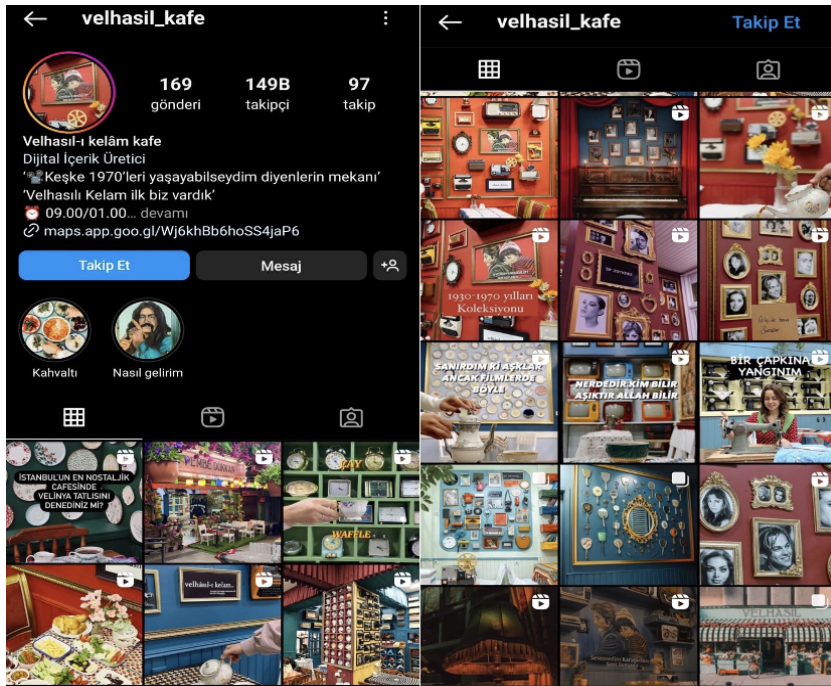 velhasil_kafe
169
149B
97
gönderi
takipçi
takip
Velhasıl-ı kelâm kafe
Dijital İçerik Üretici
'📽Keşke 1970'leri yaşayabilseydim diyenlerin mekanı'
'Velhasılı Kelam ilk biz vardık'
⏰ 09.00/01.00... devamı
maps.app.goo.gl/Wj6khBb6hoSS4jaP6
Takip Et
Mesaj
Kahvaltı
Nasıl gelirim
İSTANBULUN EN NOSTALJİK
CAFESİNDE
VELİNYA TATLISINI
DENEDİNİZ Mİ?
PEMBE DÜKKAN
ÇAY
WAFFLE
velhâsıl-ı kelam..
velhasil_kafe
Takip Et
1930-1970 yılları
Koleksiyonu
SANIRDIM Kİ AŞKLAR
ANCAK FİLMLERDE
BÖYLE
NERDEDİR KİM BİLİR
AŞIKTIR ALLAH BİLİR
BİR ÇAPKINA
YANGINIM
VELHASIL